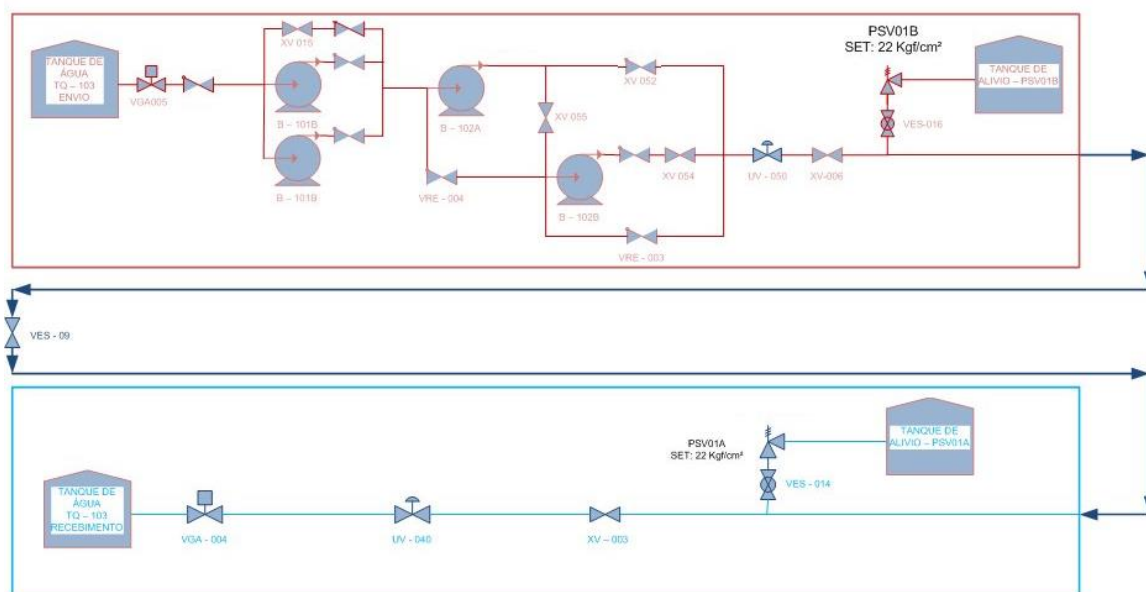 TANQUE DE
ÁGUA
TQ – 103
ENVIO
VGA005
XV 015
B – 101B
B – 101B
B – 102A
VRE – 004
XV 055
XV 052
XV 054
B – 102B
VRE - 003
UV - 050
XV-006
PSV01B
SET: 22 Kgf/cm²
VES-016
TANQUE DE
ALIVIO – PSV01B
VES - 09
TANQUE DE
ÁGUA
TQ – 103
RECEBIMENTO
VGA - 004
UV - 040
XV – 003
PSV01A
SET: 22 Kgf/cm²
VES - 014
TANQUE DE
ALIVIO – PSV01A